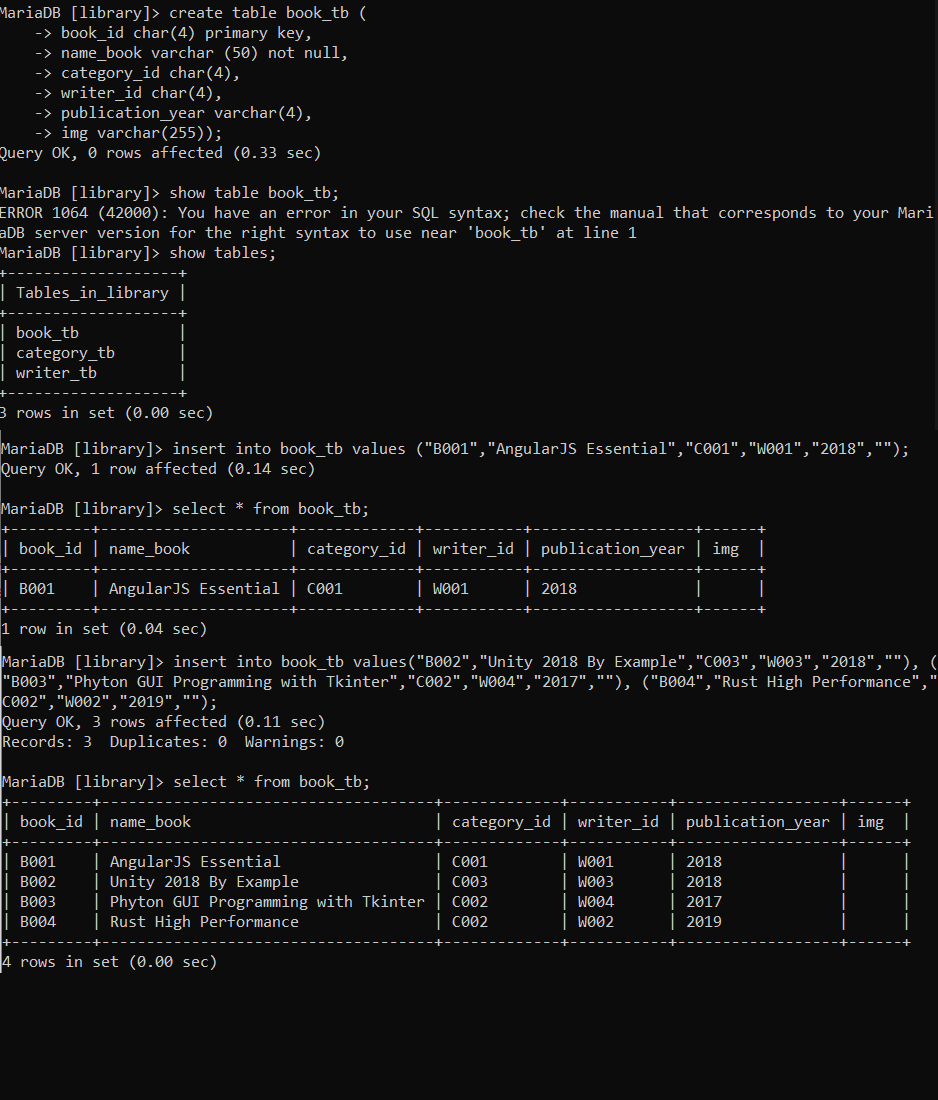 MariaDB [library]> create table book_tb (
    -> book_id char(4) primary key,
    -> name_book varchar (50) not null,
    -> category_id char(4),
    -> writer_id char(4),
    -> publication_year varchar(4),
    -> img varchar(255));
Query OK, 0 rows affected (0.33 sec)

MariaDB [library]> show table book_tb;
ERROR 1064 (42000): You have an error in your SQL syntax; check the manual that corresponds to your Mari
aDB server version for the right syntax to use near 'book_tb' at line 1
MariaDB [library]> show tables;
+-------------------+
| Tables_in_library |
+-------------------+
| book_tb           |
| category_tb       |
| writer_tb         |
+-------------------+
3 rows in set (0.00 sec)
MariaDB [library]> insert into book_tb values ("B001","AngularJS Essential","C001","W001","2018","");
Query OK, 1 row affected (0.14 sec)

MariaDB [library]> select * from book_tb;
+---------+---------------------+-------------+-----------+------------------+------+
| book_id | name_book           | category_id | writer_id | publication_year | img  |
+---------+---------------------+-------------+-----------+------------------+------+
| B001    | AngularJS Essential | C001        | W001      | 2018             |      |
+---------+---------------------+-------------+-----------+------------------+------+
1 row in set (0.04 sec)
MariaDB [library]> insert into book_tb values("B002","Unity 2018 By Example","C003","W003","2018",""), (
"B003","Phyton GUI Programming with Tkinter","C002","W004","2017",""), ("B004","Rust High Performance","
C002","W002","2019","");
Query OK, 3 rows affected (0.11 sec)
Records: 3  Duplicates: 0  Warnings: 0

MariaDB [library]> select * from book_tb;
+---------+-------------------------------------+-------------+-----------+------------------+------+
| book_id | name_book                           | category_id | writer_id | publication_year | img  |
+---------+-------------------------------------+-------------+-----------+------------------+------+
| B001    | AngularJS Essential                 | C001        | W001      | 2018             |      |
| B002    | Unity 2018 By Example               | C003        | W003      | 2018             |      |
| B003    | Phyton GUI Programming with Tkinter | C002        | W004      | 2017             |      |
| B004    | Rust High Performance               | C002        | W002      | 2019             |      |
+---------+-------------------------------------+-------------+-----------+------------------+------+
4 rows in set (0.00 sec)